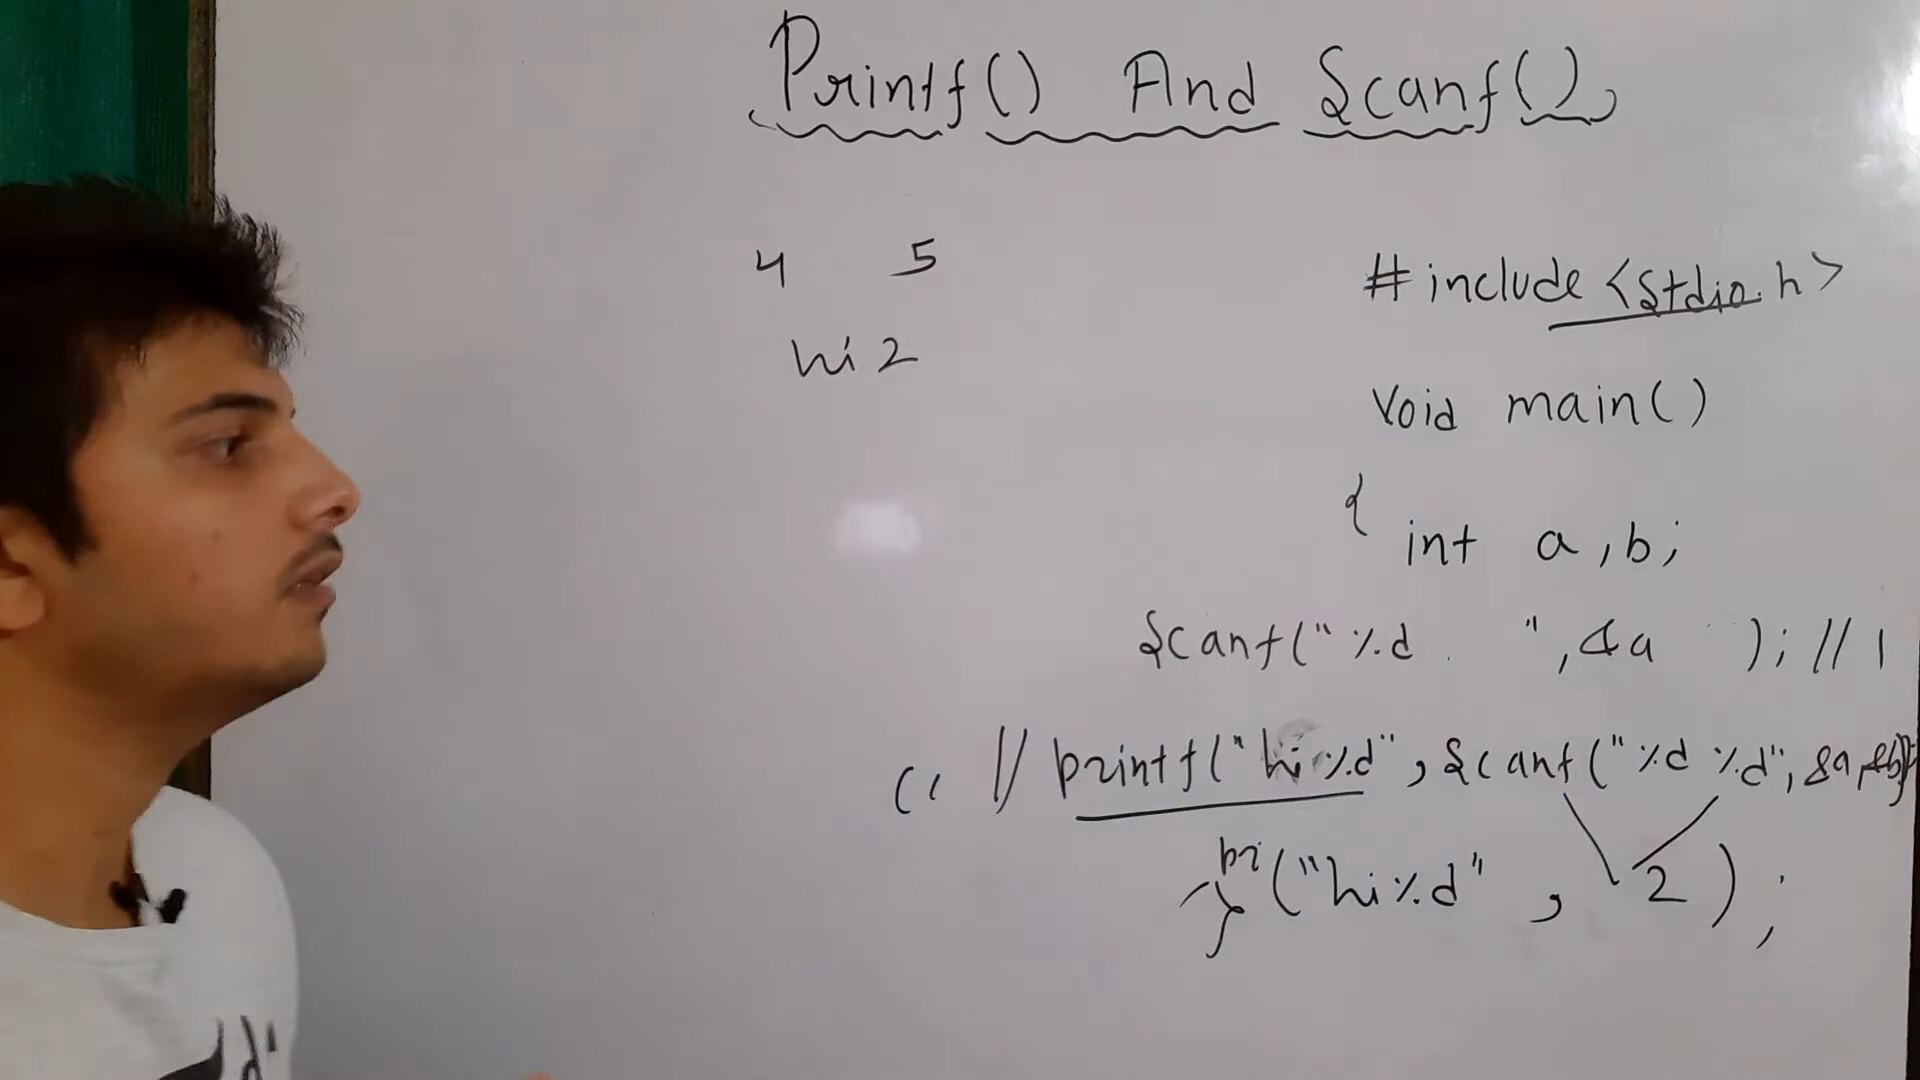 Printf() And Scanf()
4 5
hi 2
#include <Stdio.h>
Void main()
{
int a,b;
Scanf("%d ",&a ); // 1
(( // printf("hi %d", Scanf("%d %d", &a,&b));
pr("hi%d" , 2);
}